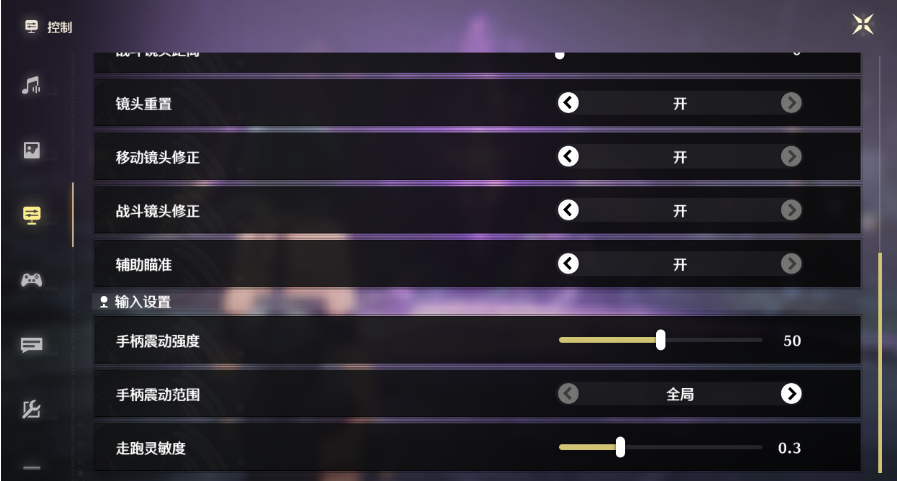 控制
镜头重置
开
移动镜头修正
开
战斗镜头修正
开
辅助瞄准
开
输入设置
手柄震动强度
50
手柄震动范围
全局
走跑灵敏度
0.3